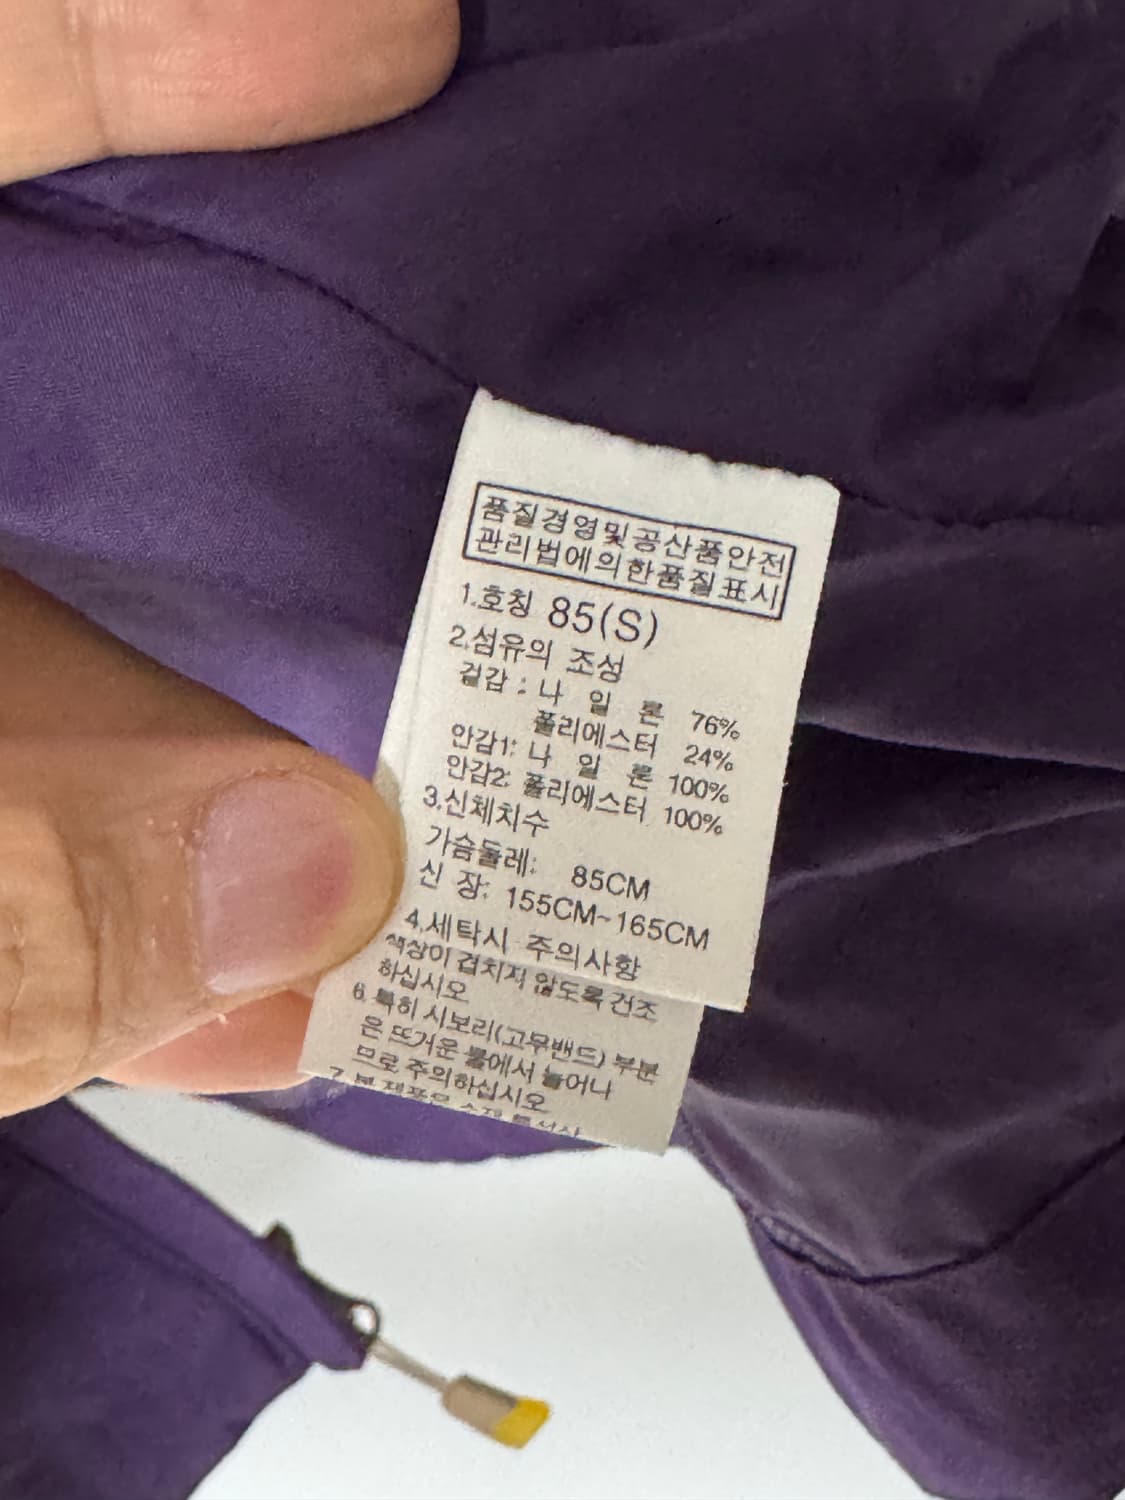 품질경영및공산품안전
관리법에의한품질표시
1.호칭 85(S)
2.섬유의 조성
겉감 : 나 일 론 76%
폴리에스터 24%
안감1: 나 일 론 100%
안감2: 폴리에스터 100%
3.신체치수
가슴둘레: 85CM
신 장: 155CM~165CM
4.세탁시 주의사항
색상이 겹치지 않도록 건조
하십시오
6. 특히 시보리(고무밴드) 부분
은 뜨거운 물에서 늘어나
므로 주의하십시오
7. 본 제품은